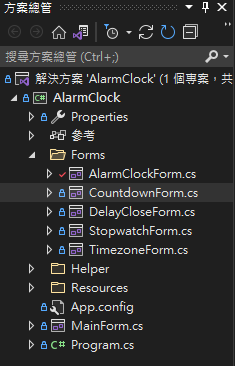 方案總管
搜尋方案總管 (Ctrl+;)
解決方案 'AlarmClock' (1 個專案，共
C# AlarmClock
Properties
參考
Forms
AlarmClockForm.cs
CountdownForm.cs
DelayCloseForm.cs
StopwatchForm.cs
TimezoneForm.cs
Helper
Resources
App.config
MainForm.cs
C# Program.cs